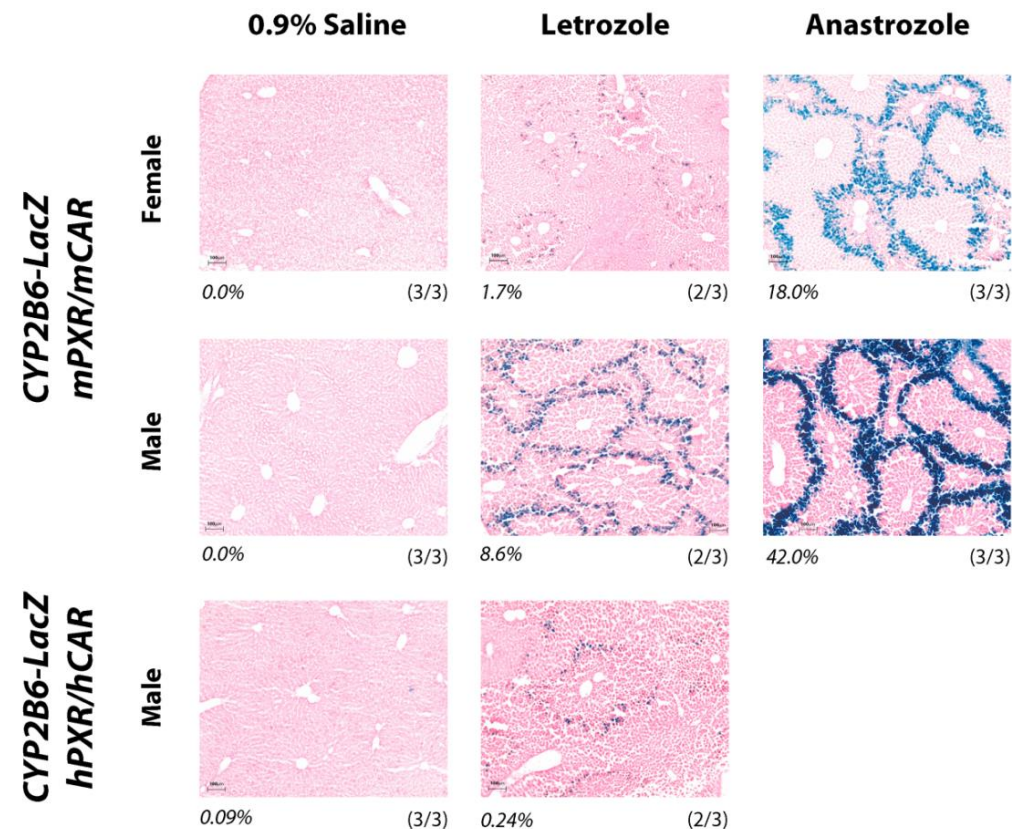 0.9% Saline Letrozole Anastrozole
CYP2B6-LacZ
mPXR/mCAR
Female
0.0% (3/3) 1.7% (2/3) 18.0% (3/3)
Male
0.0% (3/3) 8.6% (2/3) 42.0% (3/3)
CYP2B6-LacZ
hPXR/hCAR
Male
0.09% (3/3) 0.24% (2/3)